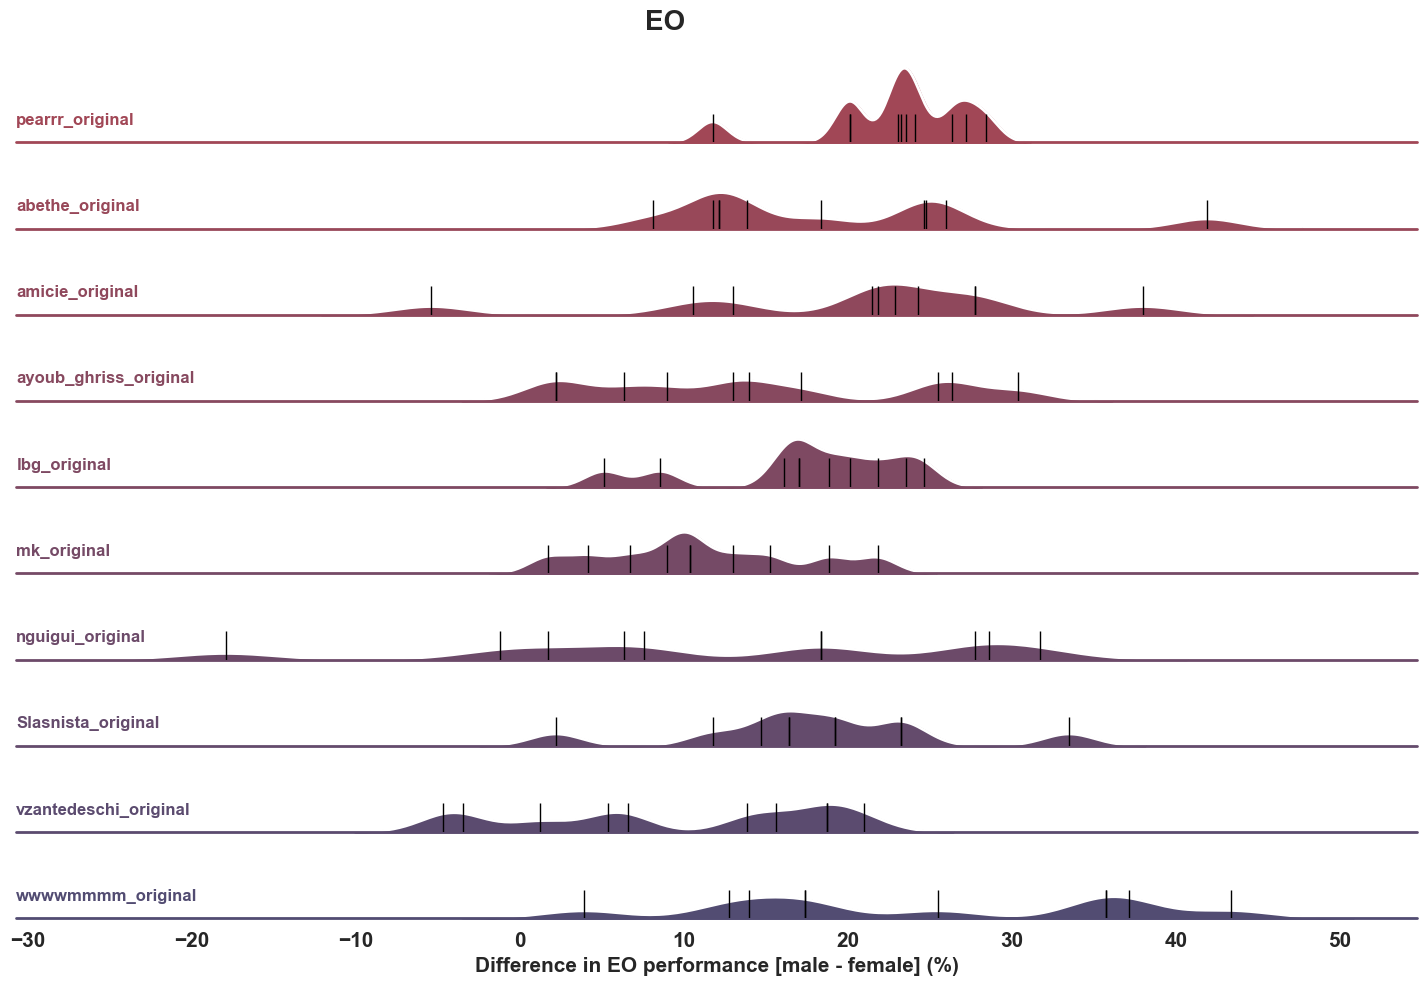 EO
pearrr_original
abethe_original
amicie_original
ayoub_ghriss_original
lbg_original
mk_original
nguigui_original
Slasnista_original
vzantedeschi_original
wwwwmmmm_original
−30 −20 −10 0 10 20 30 40 50
Difference in EO performance [male - female] (%)